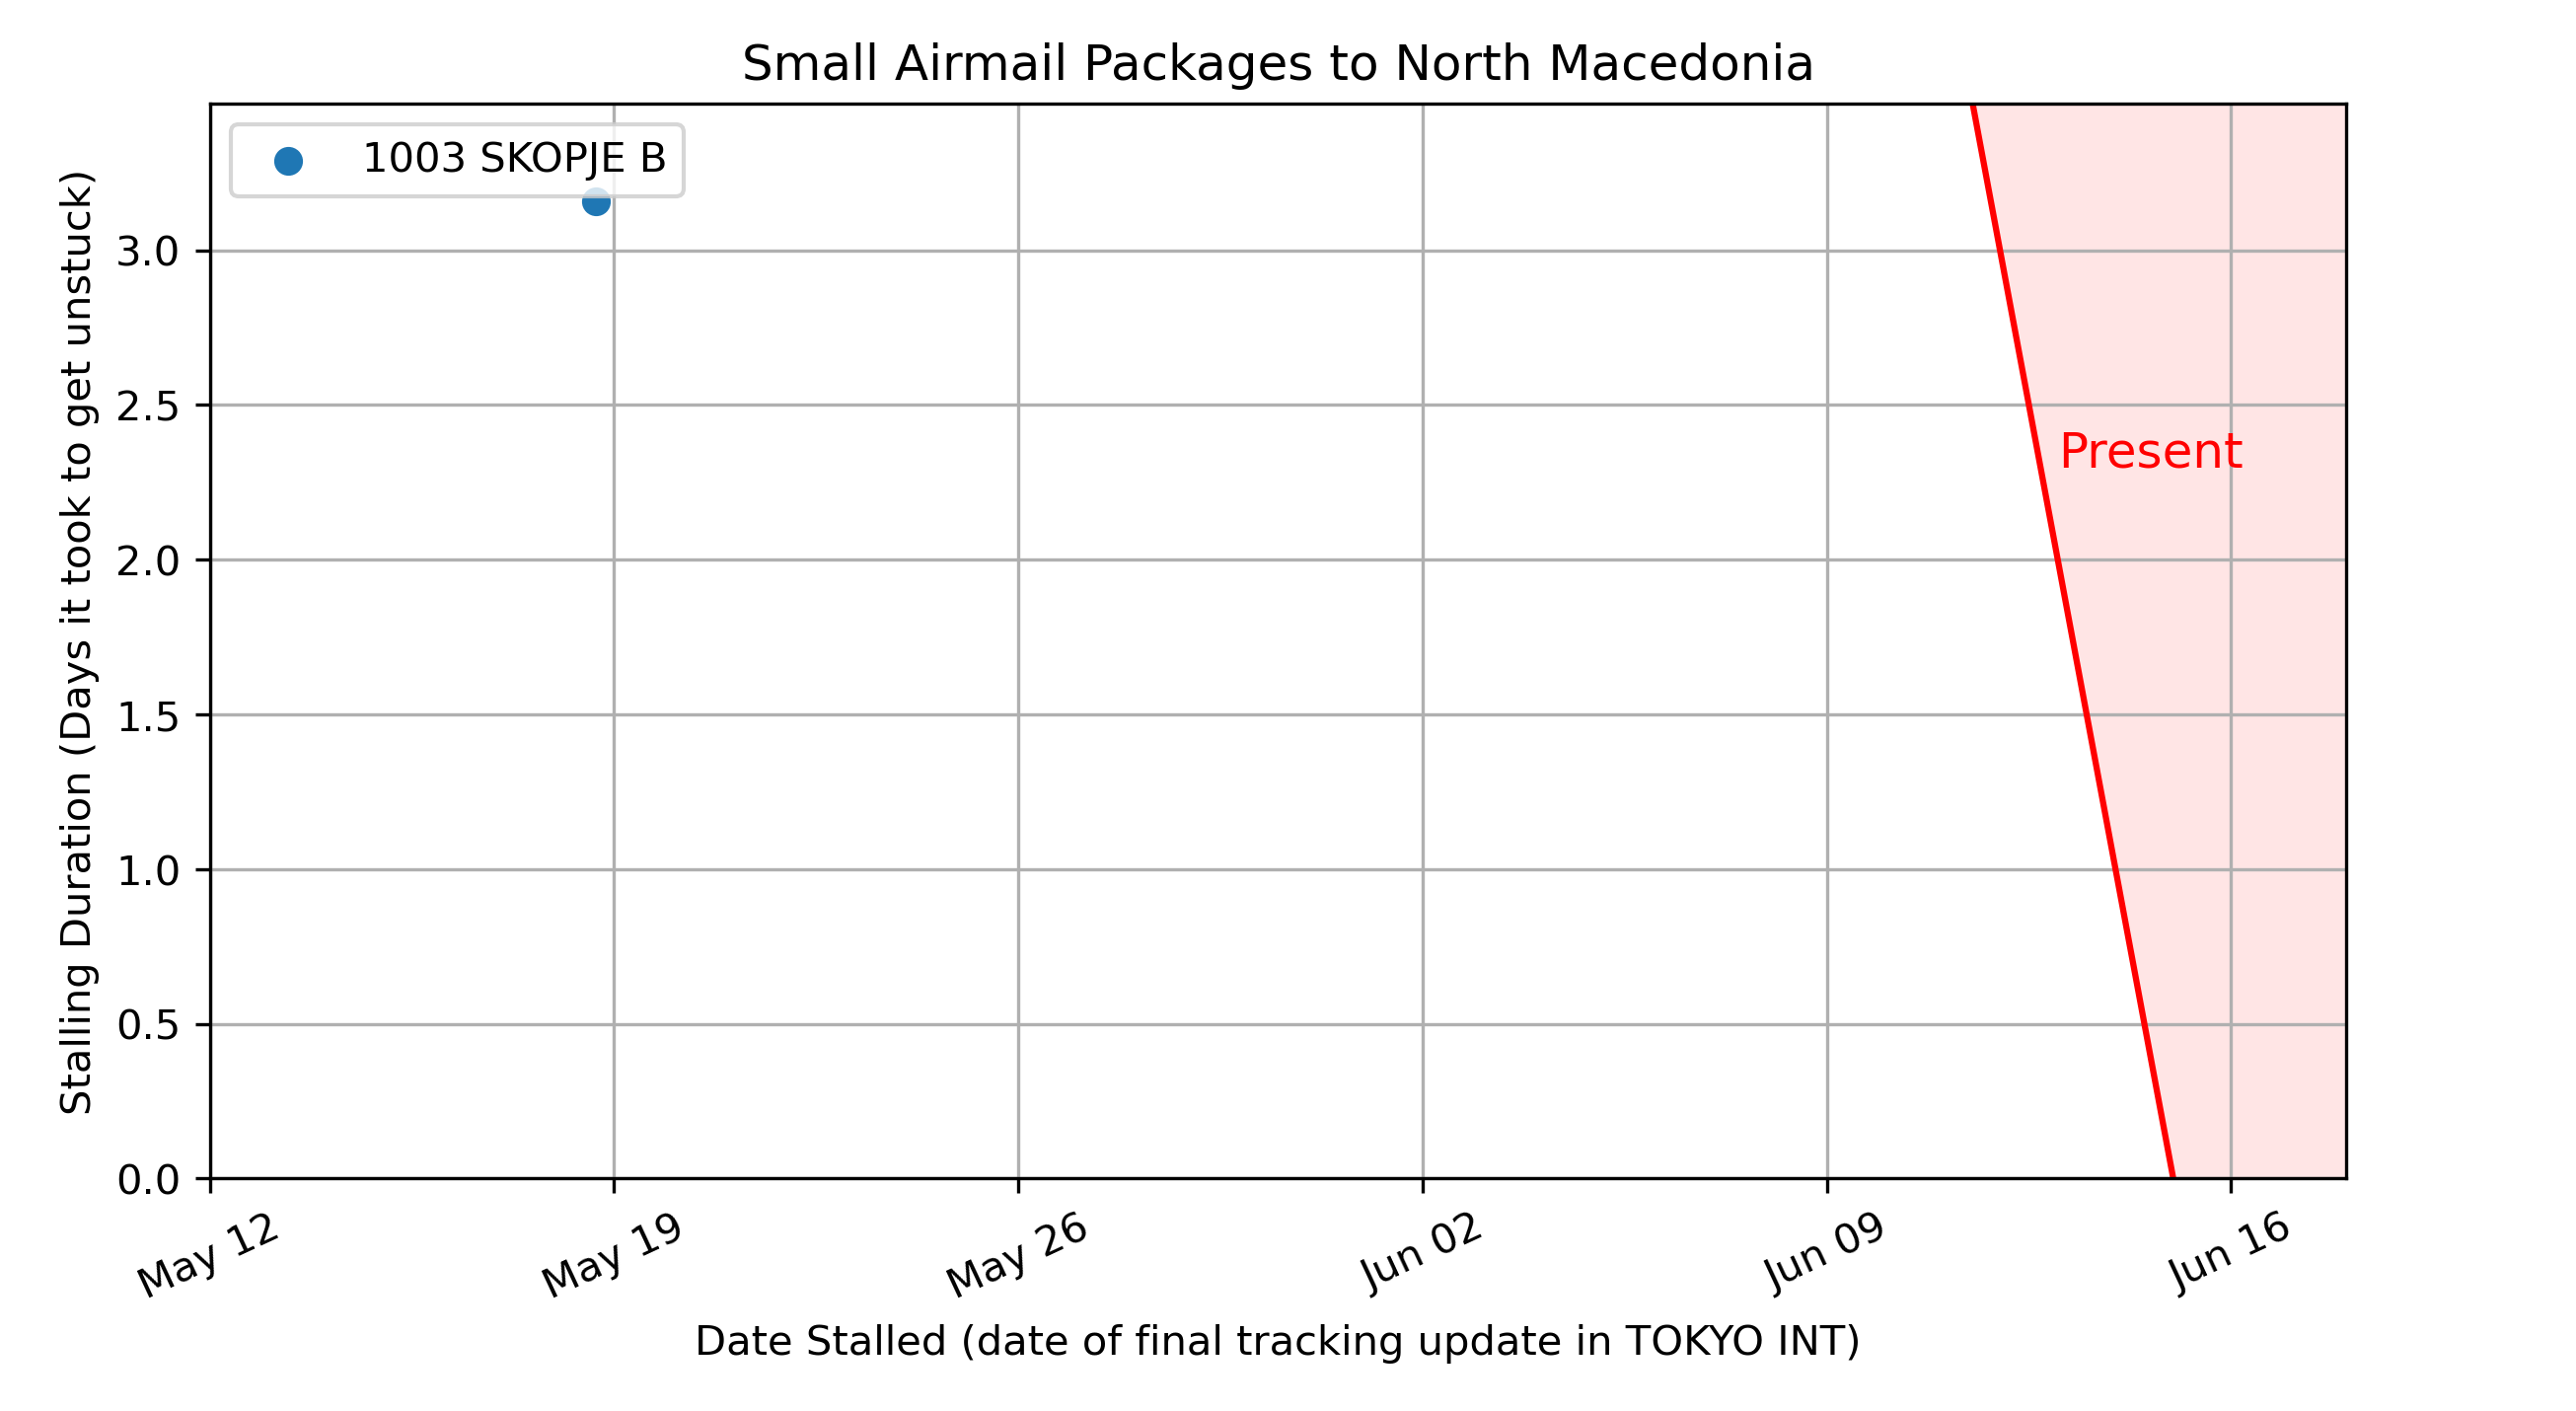 Small Airmail Packages to North Macedonia
1003 SKOPJE B
Stalling Duration (Days it took to get unstuck)
3.0
2.5
2.0
1.5
1.0
0.5
0.0
Present
May 12
May 19
May 26
Jun 02
Jun 09
Jun 16
Date Stalled (date of final tracking update in TOKYO INT)